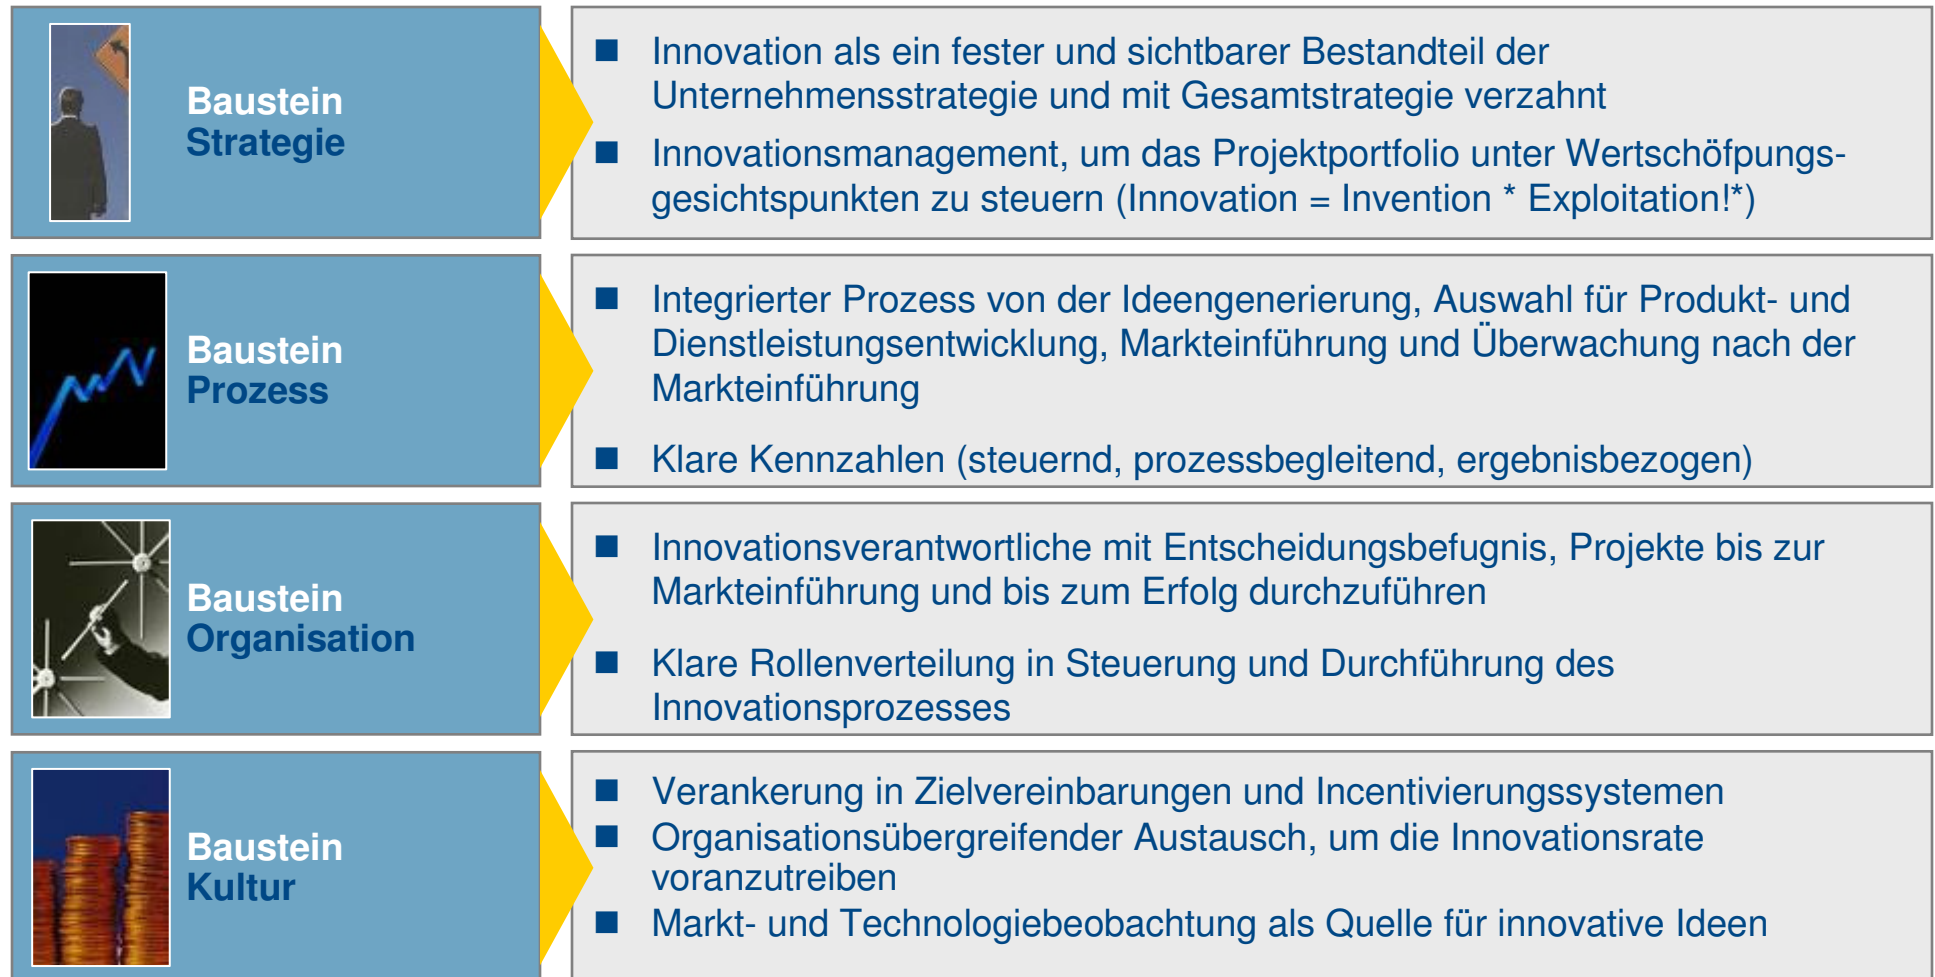 Baustein
Strategie
■ Innovation als ein fester und sichtbarer Bestandteil der
Unternehmensstrategie und mit Gesamtstrategie verzahnt
■ Innovationsmanagement, um das Projektportfolio unter Wertschöfpungs-
gesichtspunkten zu steuern (Innovation = Invention * Exploitation!*)
Baustein
Prozess
■ Integrierter Prozess von der Ideengenerierung, Auswahl für Produkt- und
Dienstleistungsentwicklung, Markteinführung und Überwachung nach der
Markteinführung
■ Klare Kennzahlen (steuernd, prozessbegleitend, ergebnisbezogen)
Baustein
Organisation
■ Innovationsverantwortliche mit Entscheidungsbefugnis, Projekte bis zur
Markteinführung und bis zum Erfolg durchzuführen
■ Klare Rollenverteilung in Steuerung und Durchführung des
Innovationsprozesses
Baustein
Kultur
■ Verankerung in Zielvereinbarungen und Incentivierungssystemen
■ Organisationsübergreifender Austausch, um die Innovationsrate
voranzutreiben
■ Markt- und Technologiebeobachtung als Quelle für innovative Ideen